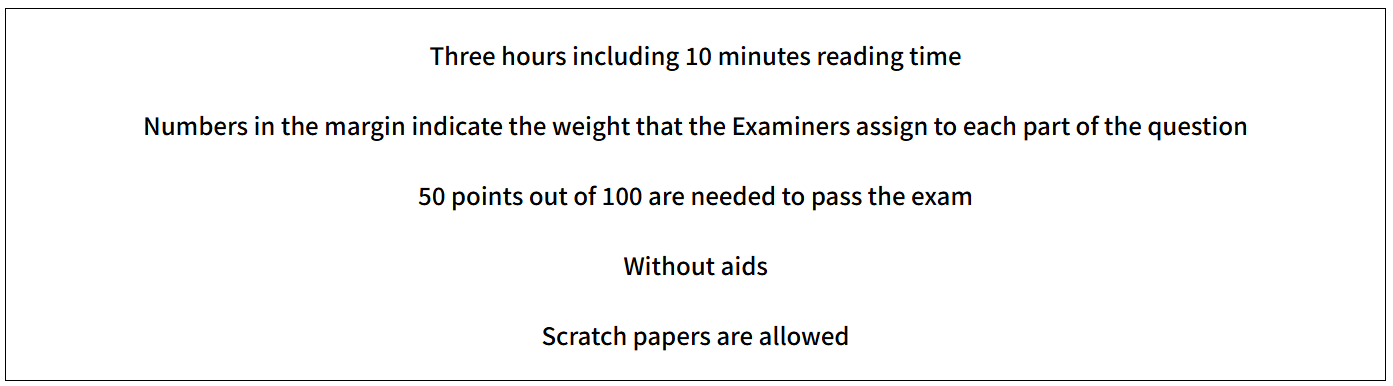 Three hours including 10 minutes reading time
Numbers in the margin indicate the weight that the Examiners assign to each part of the question
50 points out of 100 are needed to pass the exam
Without aids
Scratch papers are allowed